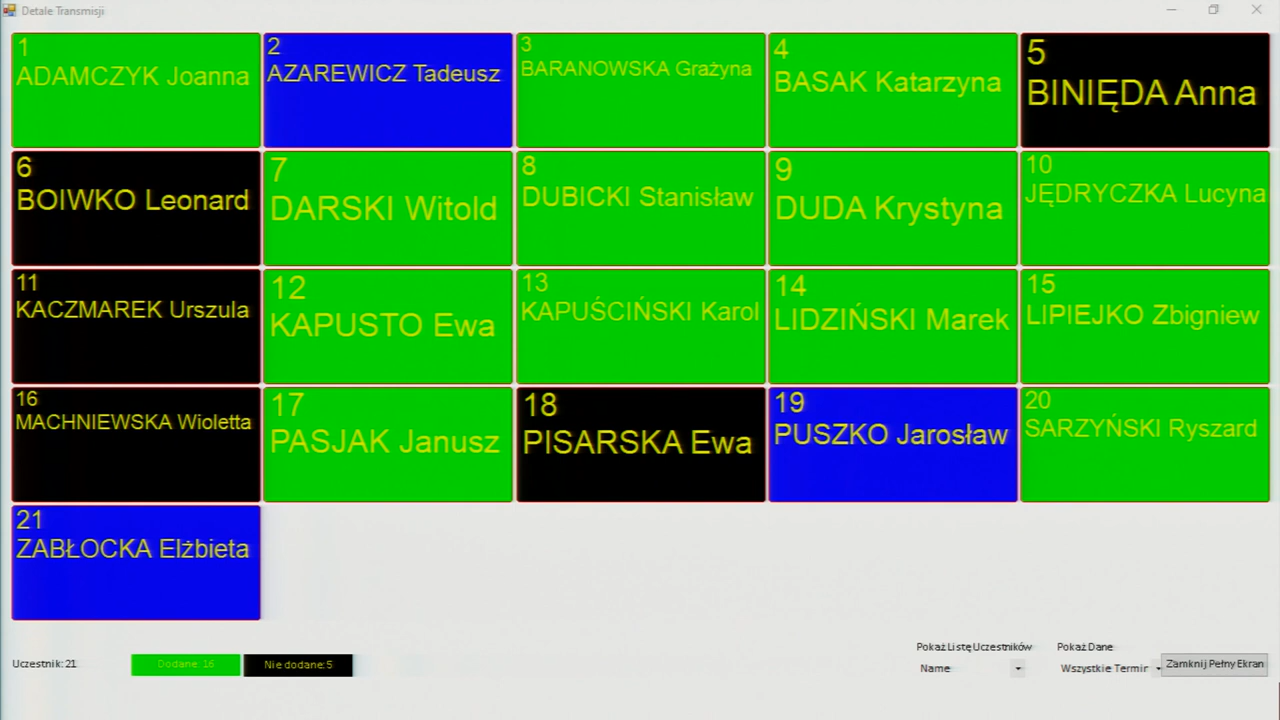 Detale Transmisji
1
ADAMCZYK Joanna
2
AZAREWICZ Tadeusz
3
BARANOWSKA Grażyna
4
BASAK Katarzyna
5
BINIĘDA Anna
6
BOIWKO Leonard
7
DARSKI Witold
8
DUBICKI Stanisław
9
DUDA Krystyna
10
JĘDRYCZKA Lucyna
11
KACZMAREK Urszula
12
KAPUSTO Ewa
13
KAPUŚCIŃSKI Karol
14
LIDZIŃSKI Marek
15
LIPIEJKO Zbigniew
16
MACHNIEWSKA Wioletta
17
PASJAK Janusz
18
PISARSKA Ewa
19
PUSZKO Jarosław
20
SARZYŃSKI Ryszard
21
ZABŁOCKA Elżbieta
Uczestnik: 21
Dodane: 16
Nie dodane:5
Pokaż Listę Uczestników
Name
Pokaż Dane
Wszystkie Termir
Zamknij Pełny Ekran